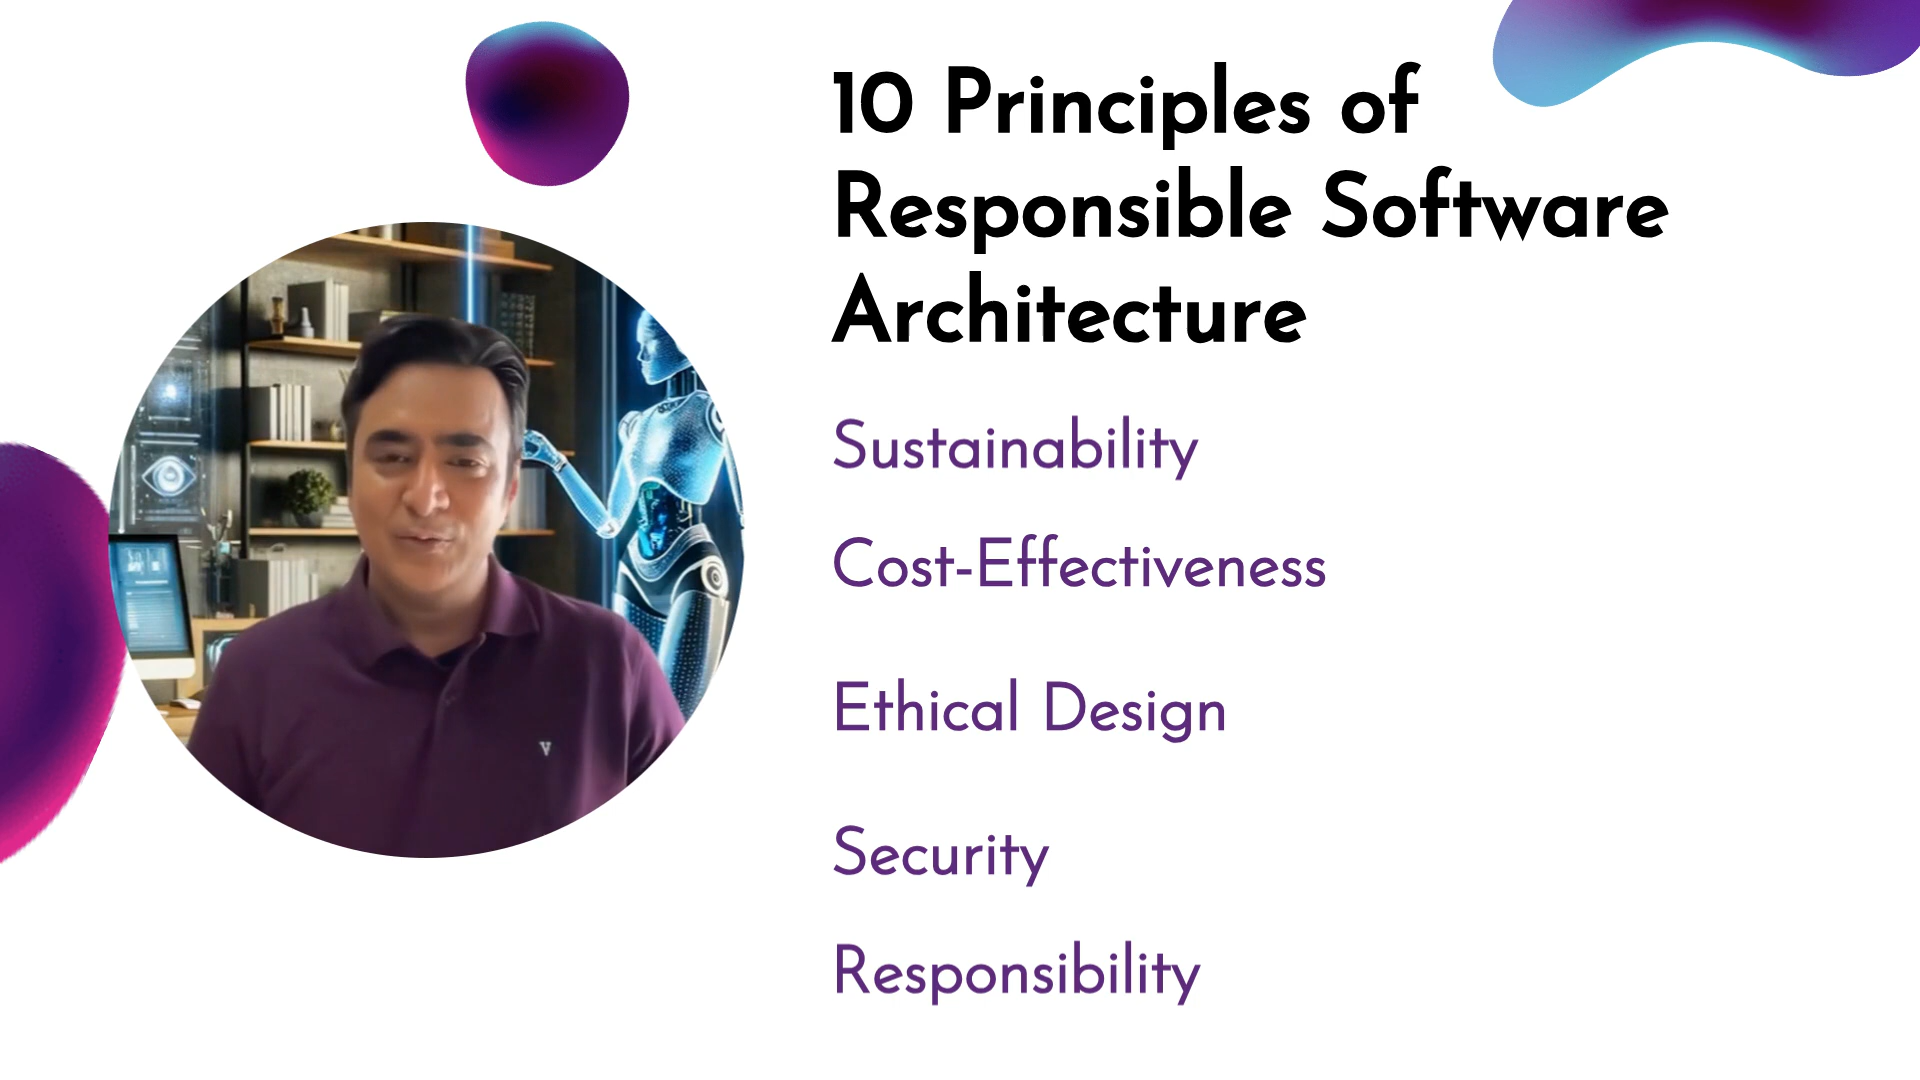 10 Principles of
Responsible Software
Architecture
Sustainability
Cost-Effectiveness
Ethical Design
Security
Responsibility
V